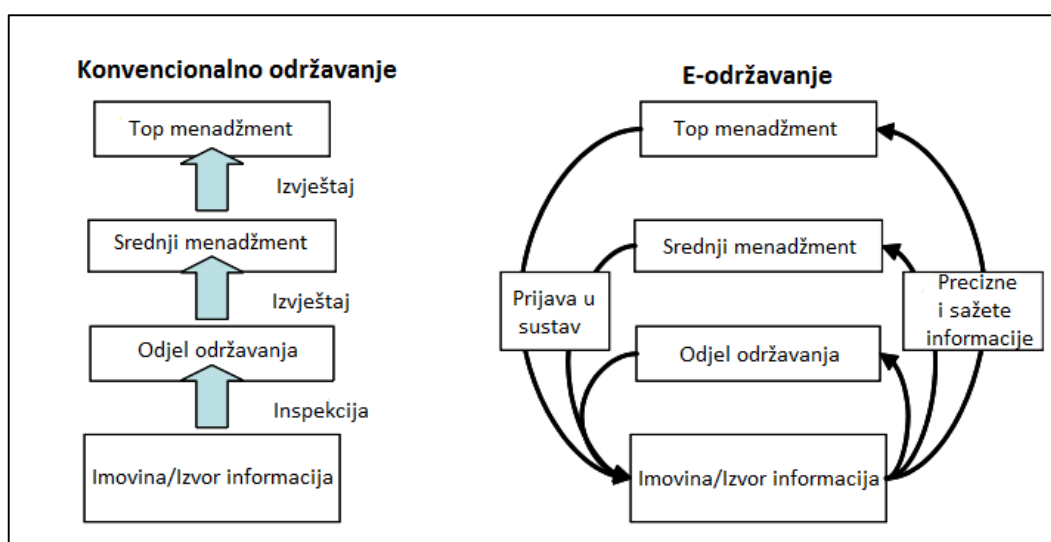 Konvencionalno održavanje
Top menadžment
Izvještaj
Srednji menadžment
Izvještaj
Odjel održavanja
Inspekcija
Imovina/Izvor informacija
E-održavanje
Top menadžment
Srednji menadžment
Prijava u
sustav
Precizne
i sažete
informacije
Odjel održavanja
Imovina/Izvor informacija